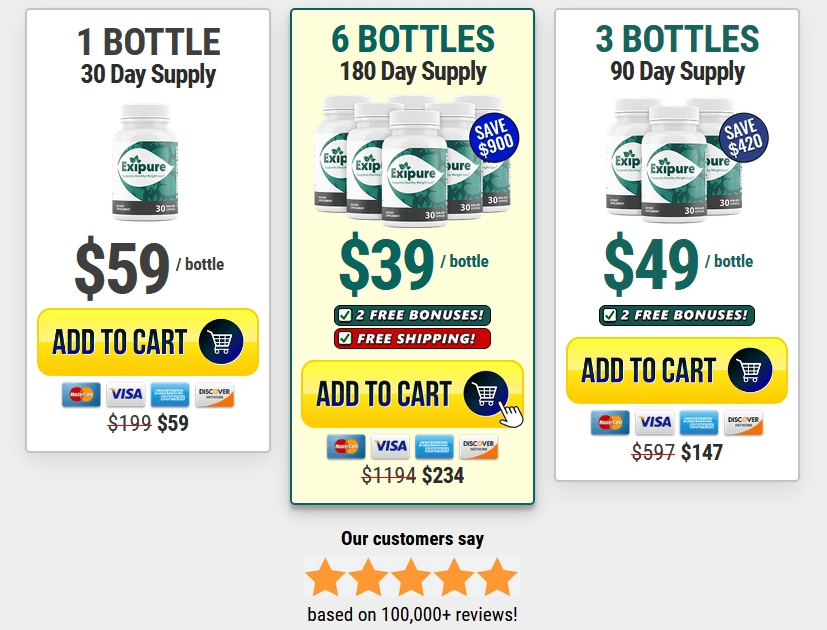 1 BOTTLE
30 Day Supply
Exipure
30
$59 / bottle
ADD TO CART
MasterCard VISA AMERICAN EXPRESS DISCOVER NETWORK
$199 $59
6 BOTTLES
180 Day Supply
SAVE $900
Exipure
30
30
$39 / bottle
2 FREE BONUSES!
FREE SHIPPING!
ADD TO CART
MasterCard VISA AMERICAN EXPRESS DISCOVER NETWORK
$1194 $234
3 BOTTLES
90 Day Supply
SAVE $420
Exipure
30
$49 / bottle
2 FREE BONUSES!
ADD TO CART
MasterCard VISA AMERICAN EXPRESS DISCOVER NETWORK
$597 $147
Our customers say
based on 100,000+ reviews!